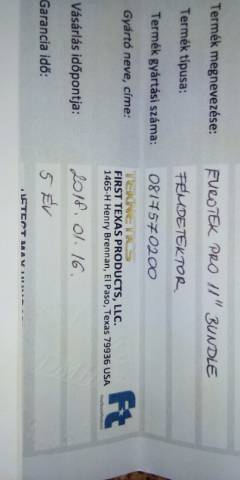 Termék megnevezése: EUROTEK PRO 11" BUNDLE
Termék típusa: FÉMDETEKTOR
Termék gyártási száma: 0817570200
Gyártó neve, címe: TEKNETICS
FIRST TEXAS PRODUCTS, LLC.
1465-H Henry Brennan, El Paso, Texas 79936 USA
Vásárlás időpontja: 2018. 01. 16.
Garancia idő: 5 ÉV